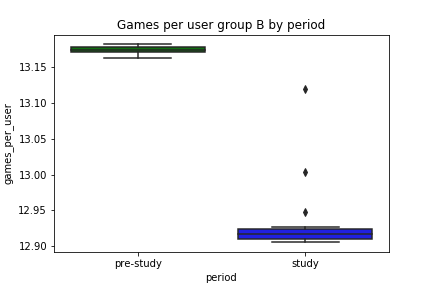 Games per user group B by period
games_per_user
13.15
13.10
13.05
13.00
12.95
12.90
pre-study
study
period